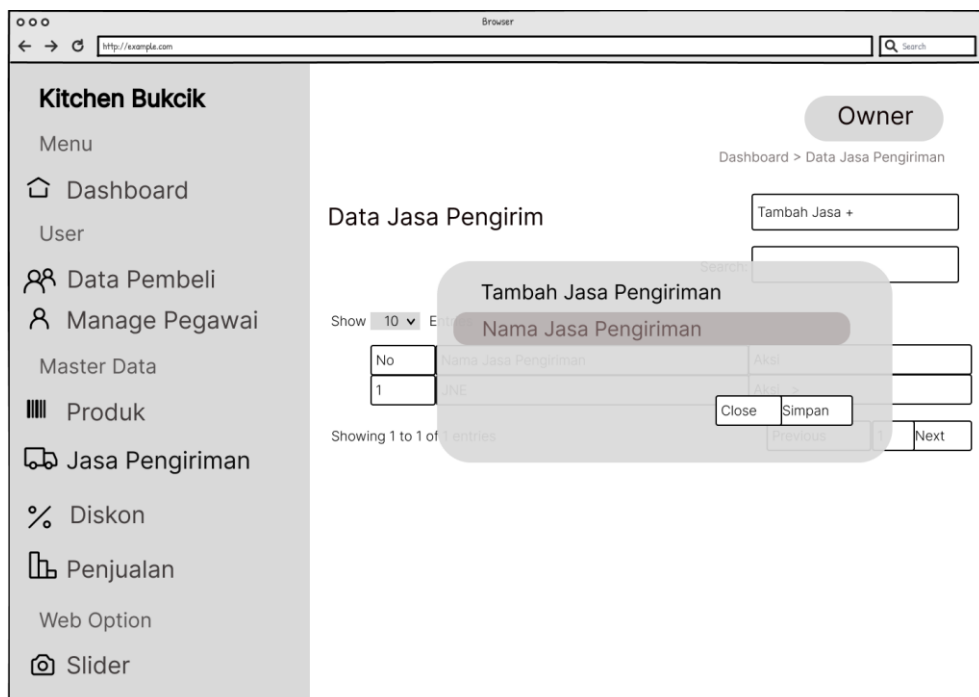 Browser
http://example.com
Search
Kitchen Bukcik
Menu
Dashboard
User
Data Pembeli
Manage Pegawai
Master Data
Produk
Jasa Pengiriman
Diskon
Penjualan
Web Option
Slider
Owner
Dashboard > Data Jasa Pengiriman
Data Jasa Pengirim
Tambah Jasa +
Search:
Tambah Jasa Pengiriman
Nama Jasa Pengiriman
Show 10 Entries
No Nama Jasa Pengiriman Aksi
1 JNE Aksi >
Close Simpan
Showing 1 to 1 of 1 entries
Previous 1 Next